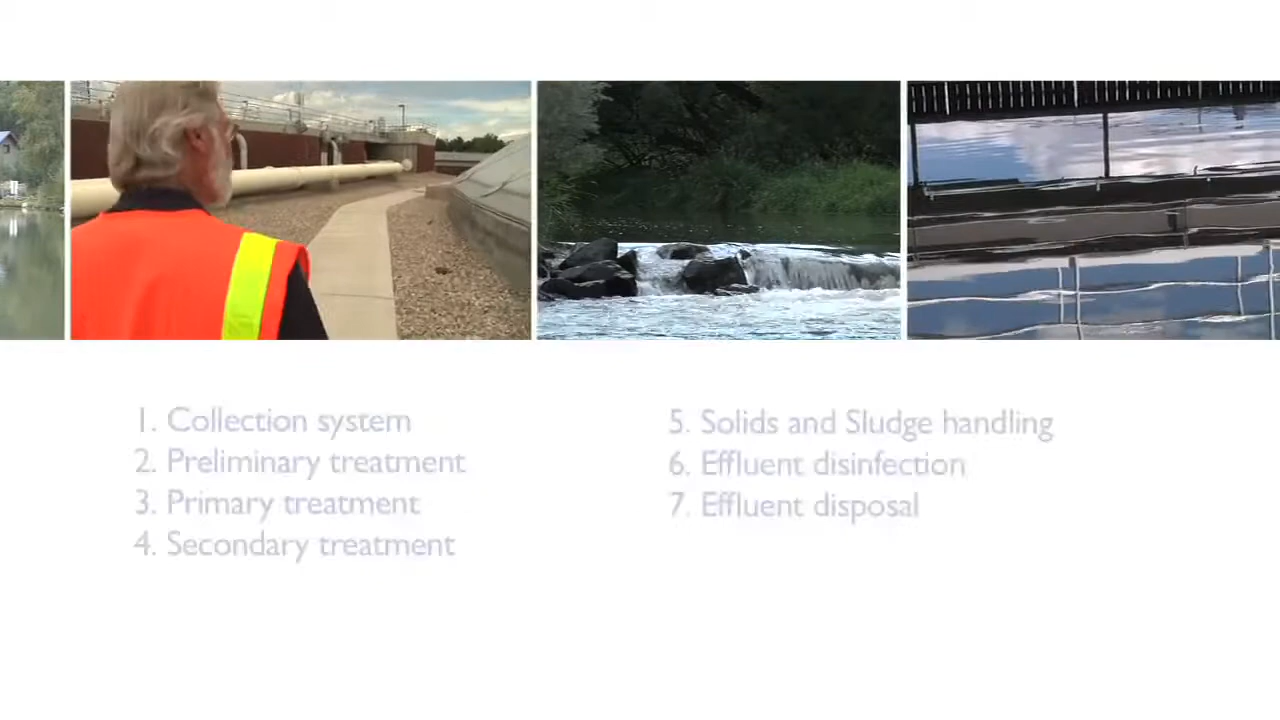 1. Collection system
2. Preliminary treatment
3. Primary treatment
4. Secondary treatment
5. Solids and Sludge handling
6. Effluent disinfection
7. Effluent disposal